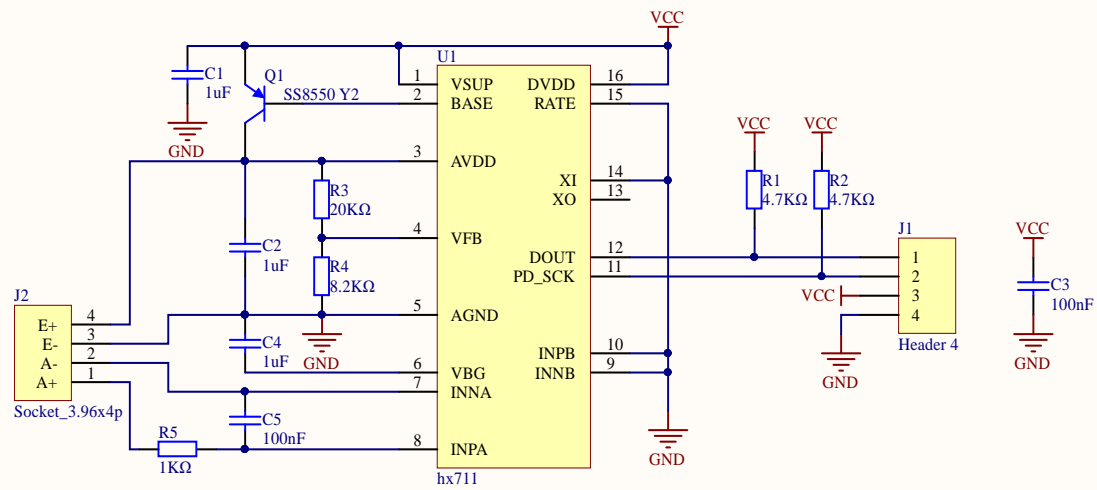 VCC
U1
C1
1uF
Q1
SS8550 Y2
GND
1 VSUP DVDD 16
2 BASE RATE 15
3 AVDD
XI 14
XO 13
4 VFB
DOUT 12
PD_SCK 11
5 AGND
INPB 10
6 VBG INNB 9
7 INNA
8 INPA
hx711
R3
20KΩ
R4
8.2KΩ
C2
1uF
GND
C4
1uF
C5
100nF
R5
1KΩ
J2
E+ 4
E- 3
A- 2
A+ 1
Socket_3.96x4p
GND
VCC
VCC
R1
4.7KΩ
R2
4.7KΩ
J1
1
2
VCC 3
4
Header 4
GND
VCC
C3
100nF
GND